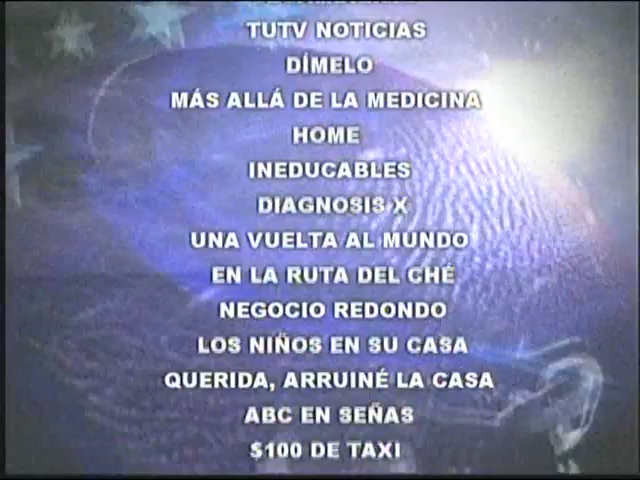 TUTV NOTICIAS
DÍMELO
MÁS ALLÁ DE LA MEDICINA
HOME
INEDUCABLES
DIAGNOSIS X
UNA VUELTA AL MUNDO
EN LA RUTA DEL CHÉ
NEGOCIO REDONDO
LOS NIÑOS EN SU CASA
QUERIDA, ARRUINÉ LA CASA
ABC EN SEÑAS
$100 DE TAXI